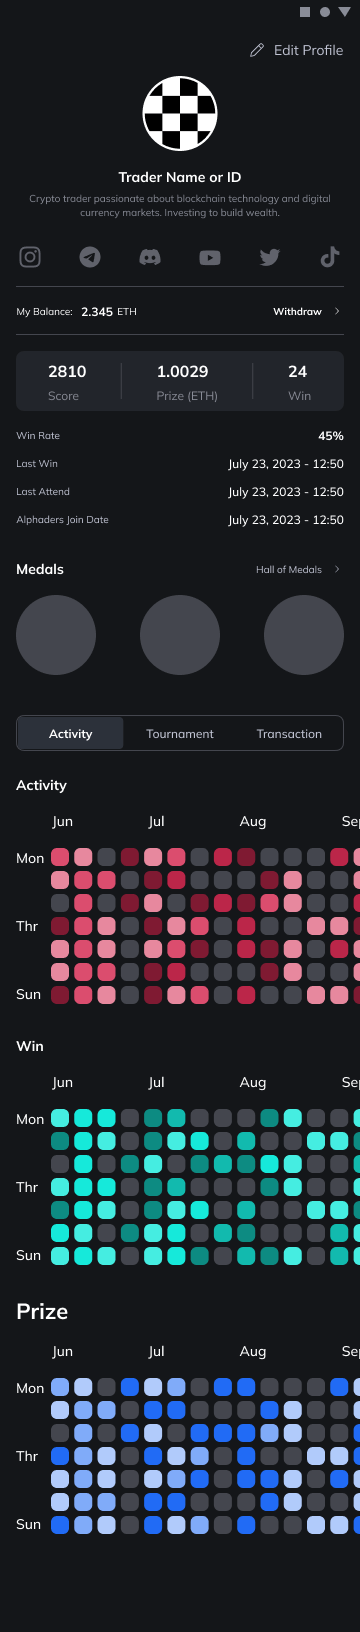 Edit Profile
Trader Name or ID
Crypto trader passionate about blockchain technology and digital
currency markets. Investing to build wealth.
My Balance: 2.345 ETH Withdraw
2810 1.0029 24
Score Prize (ETH) Win
Win Rate 45%
Last Win July 23, 2023 - 12:50
Last Attend July 23, 2023 - 12:50
Alphaders Join Date July 23, 2023 - 12:50
Medals Hall of Medals
Activity Tournament Transaction
Activity
Jun Jul Aug Sep
Mon
Thr
Sun
Win
Jun Jul Aug Sep
Mon
Thr
Sun
Prize
Jun Jul Aug Sep
Mon
Thr
Sun